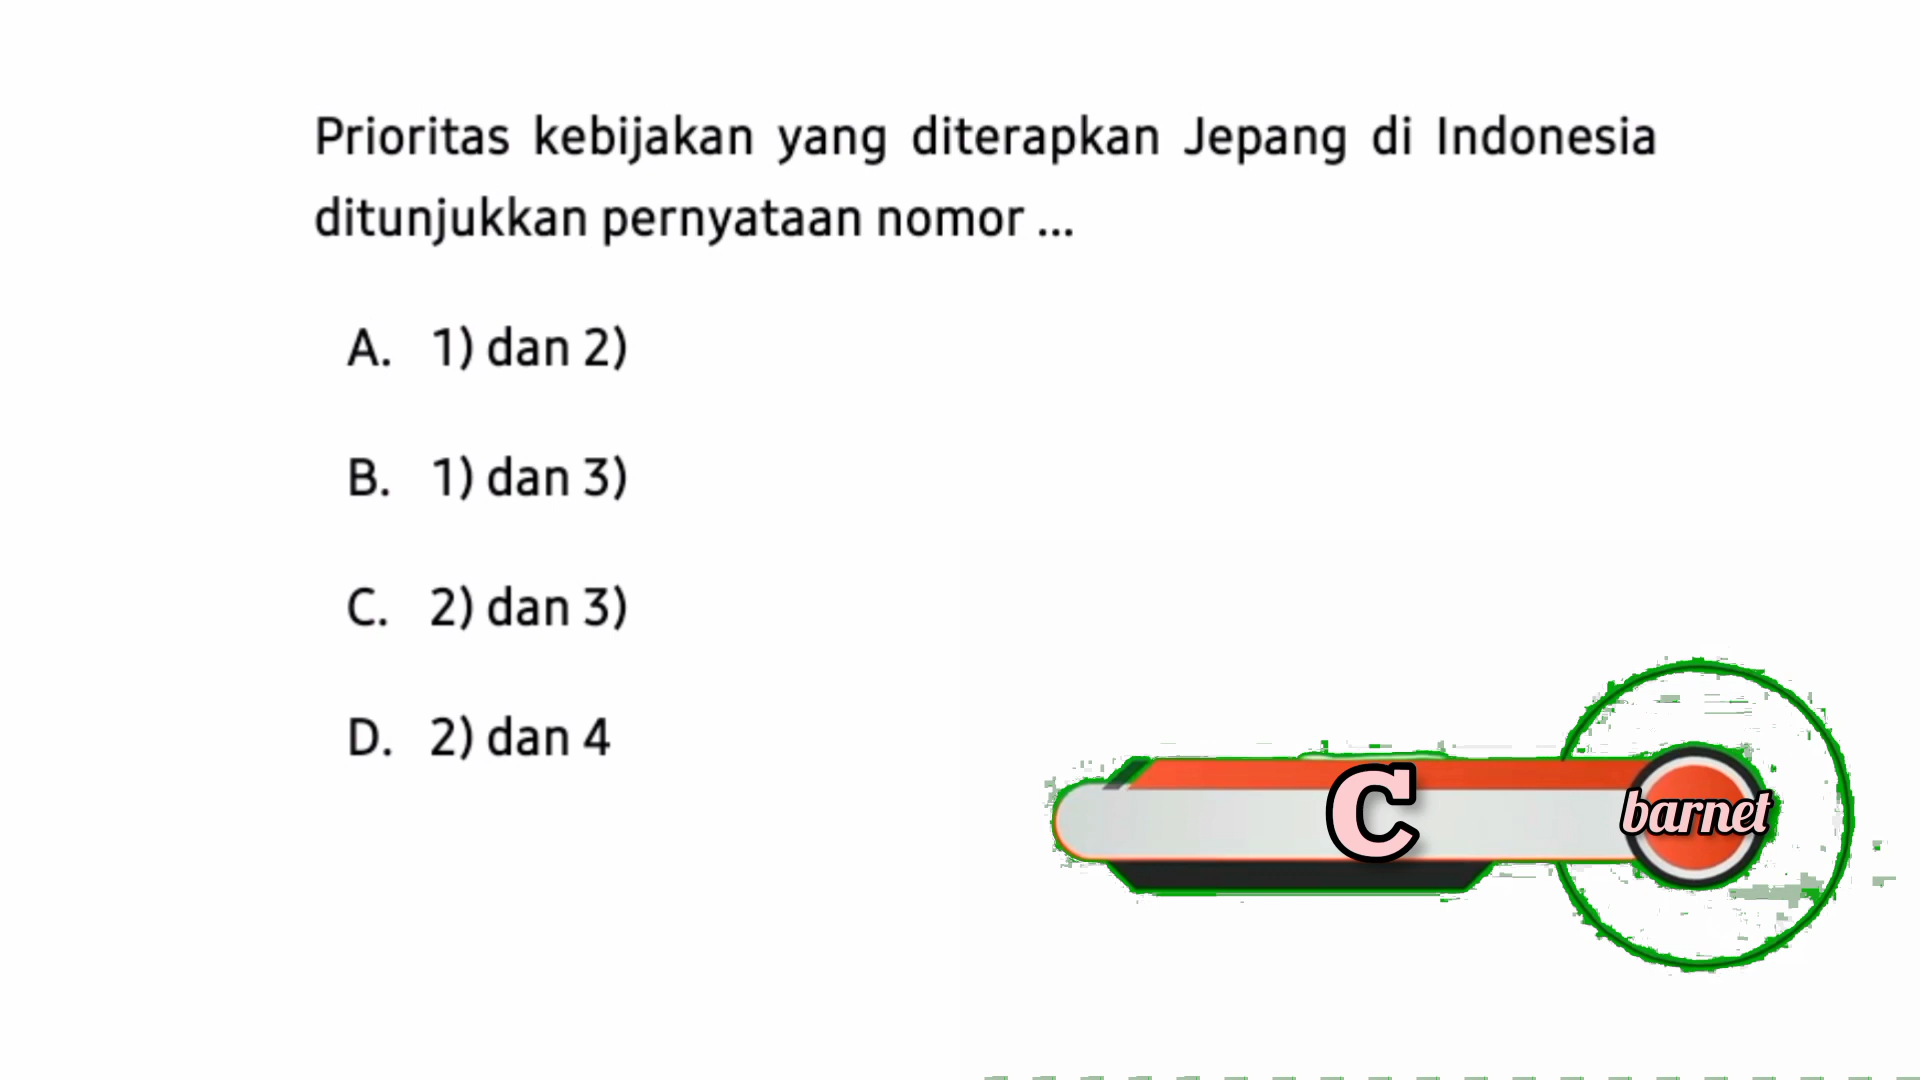 Prioritas kebijakan yang diterapkan Jepang di Indonesia
ditunjukkan pernyataan nomor ...
A. 1) dan 2)
B. 1) dan 3)
C. 2) dan 3)
D. 2) dan 4
C
barnet